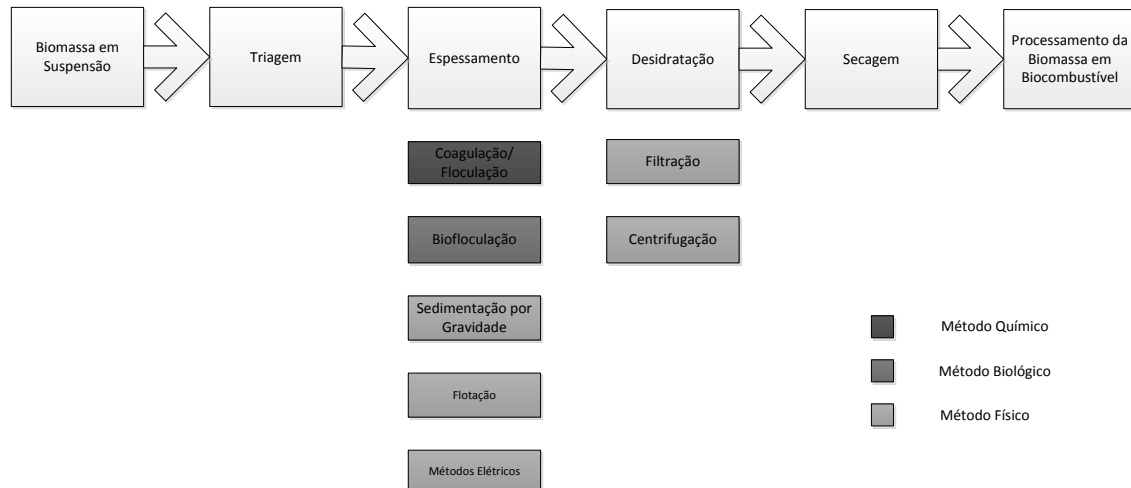 Biomassa em
Suspensão
Triagem
Espessamento
Desidratação
Secagem
Processamento da
Biomassa em
Biocombustível
Coagulação/
Floculação
Filtração
Biofloculação
Centrifugação
Sedimentação por
Gravidade
Flotação
Métodos Elétricos
Método Químico
Método Biológico
Método Físico